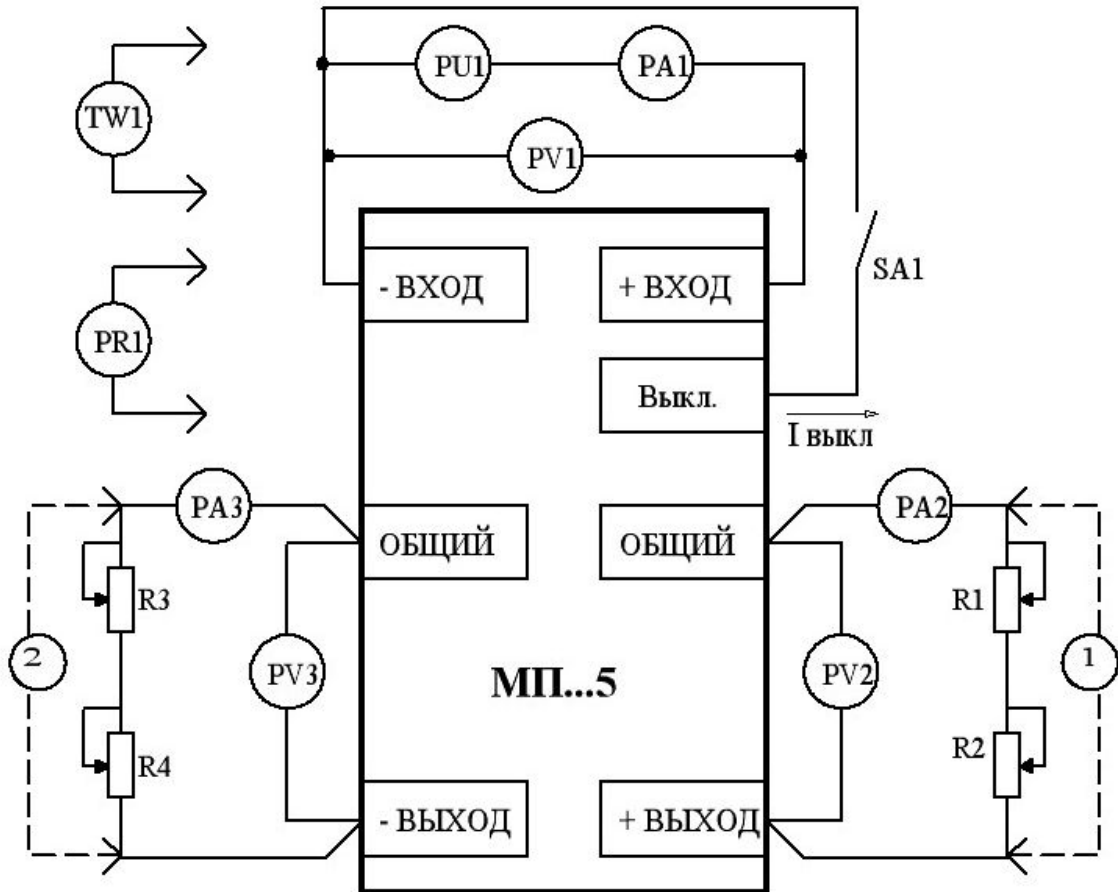 PU1
PA1
TW1
PV1
- ВХОД
+ ВХОД
SA1
PR1
Выкл.
I выкл
PA3
PA2
ОБЩИЙ
ОБЩИЙ
R3
R1
2
PV3
МП...5
PV2
1
R4
R2
- ВЫХОД
+ ВЫХОД